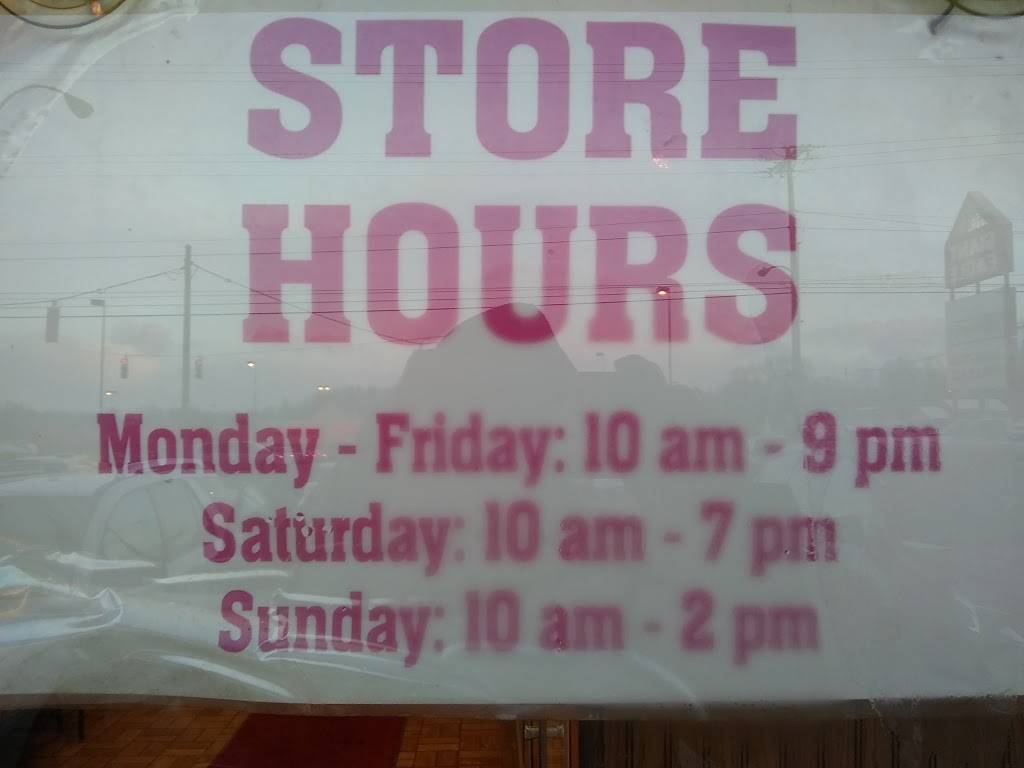 STORE
HOURS
Monday - Friday: 10 am - 9 pm
Saturday: 10 am - 7 pm
Sunday: 10 am - 2 pm